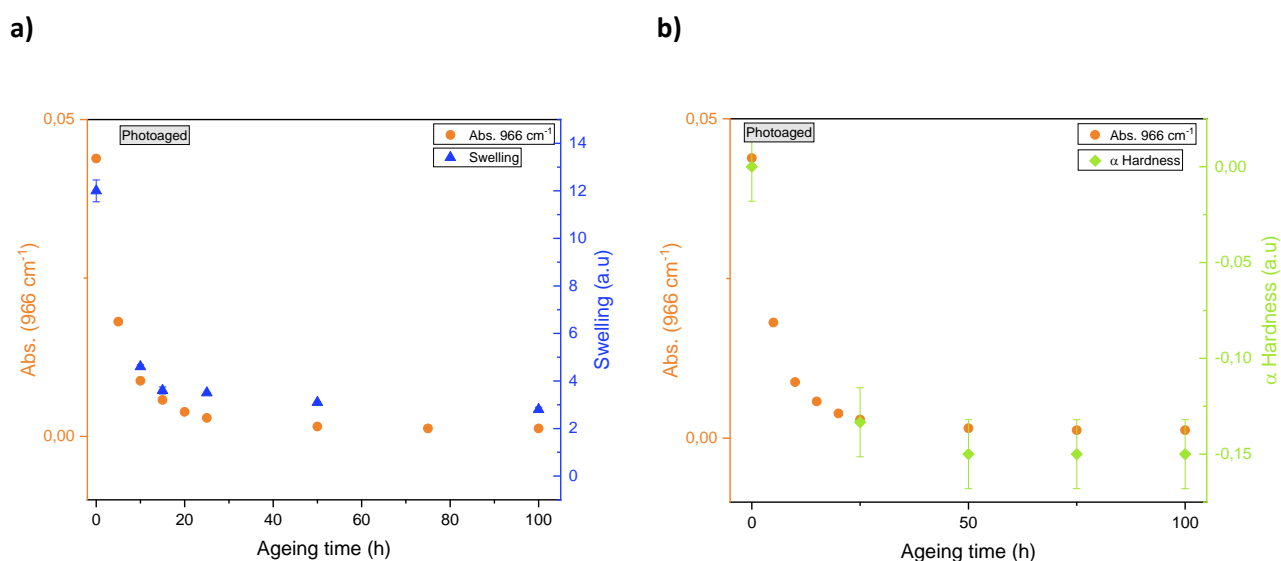 a)
Photoaged
Abs. 966 cm⁻¹
Swelling
0,05
0,00
Abs. (966 cm⁻¹)
14
12
10
8
6
4
2
0
Swelling (a.u)
0 20 40 60 80 100
Ageing time (h)
b)
Photoaged
Abs. 966 cm⁻¹
α Hardness
0,05
0,00
Abs. (966 cm⁻¹)
0,00
-0,05
-0,10
-0,15
α Hardness (a.u)
0 50 100
Ageing time (h)